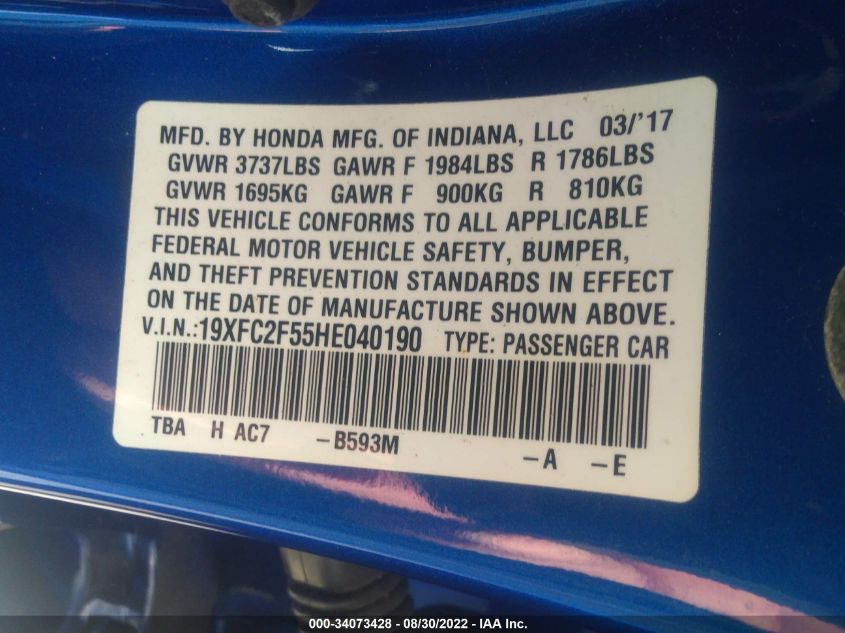 MFD. BY HONDA MFG. OF INDIANA, LLC 03/'17
GVWR 3737LBS GAWR F 1984LBS R 1786LBS
GVWR 1695KG GAWR F 900KG R 810KG
THIS VEHICLE CONFORMS TO ALL APPLICABLE
FEDERAL MOTOR VEHICLE SAFETY, BUMPER,
AND THEFT PREVENTION STANDARDS IN EFFECT
ON THE DATE OF MANUFACTURE SHOWN ABOVE.
V.I.N.:19XFC2F55HE040190 TYPE: PASSENGER CAR
TBA H AC7 –B593M –A –E
000-34073428 - 08/30/2022 - IAA Inc.